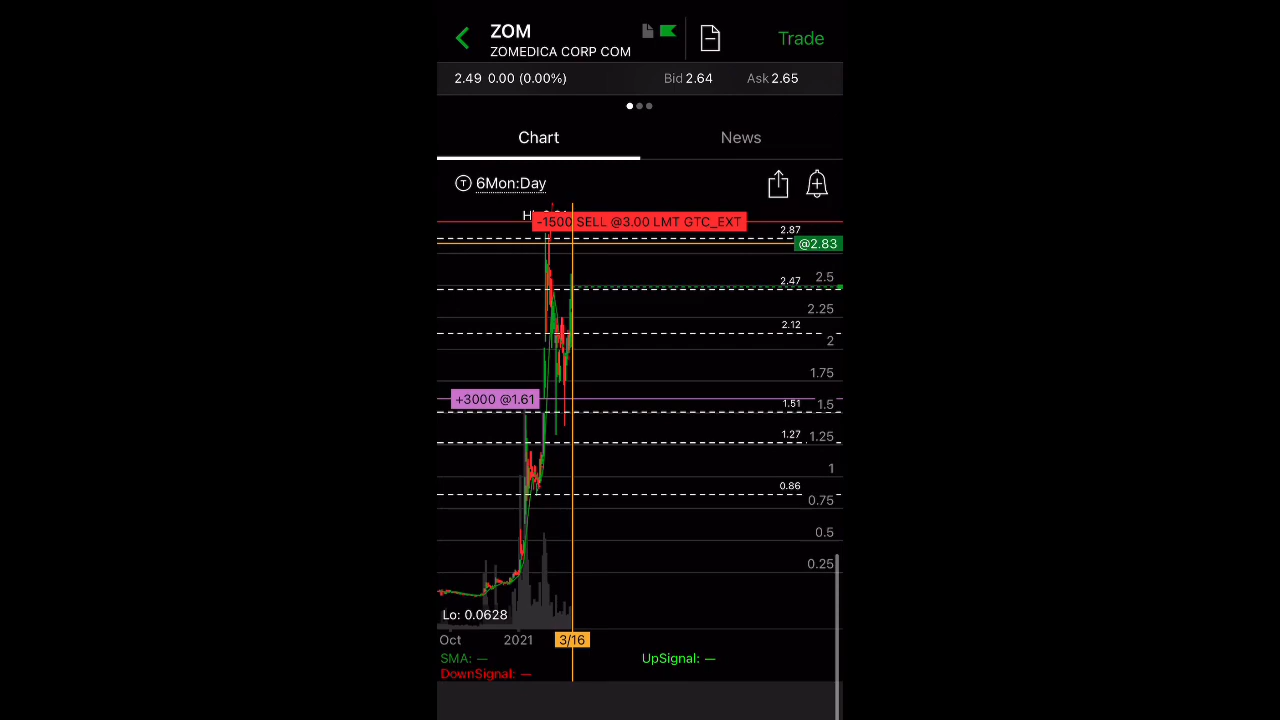 ZOM
ZOMEDICA CORP COM
Trade
2.49 0.00 (0.00%)
Bid 2.64
Ask 2.65
Chart
News
T 6Mon:Day
-1500 SELL @3.00 LMT GTC_EXT
2.87
@2.83
2.5
2.47
2.25
2.12
2
1.75
+3000 @1.61
1.51
1.5
1.27
1.25
1
0.86
0.75
0.5
0.25
Lo: 0.0628
Oct
2021
3/16
SMA: —
UpSignal: —
DownSignal: —